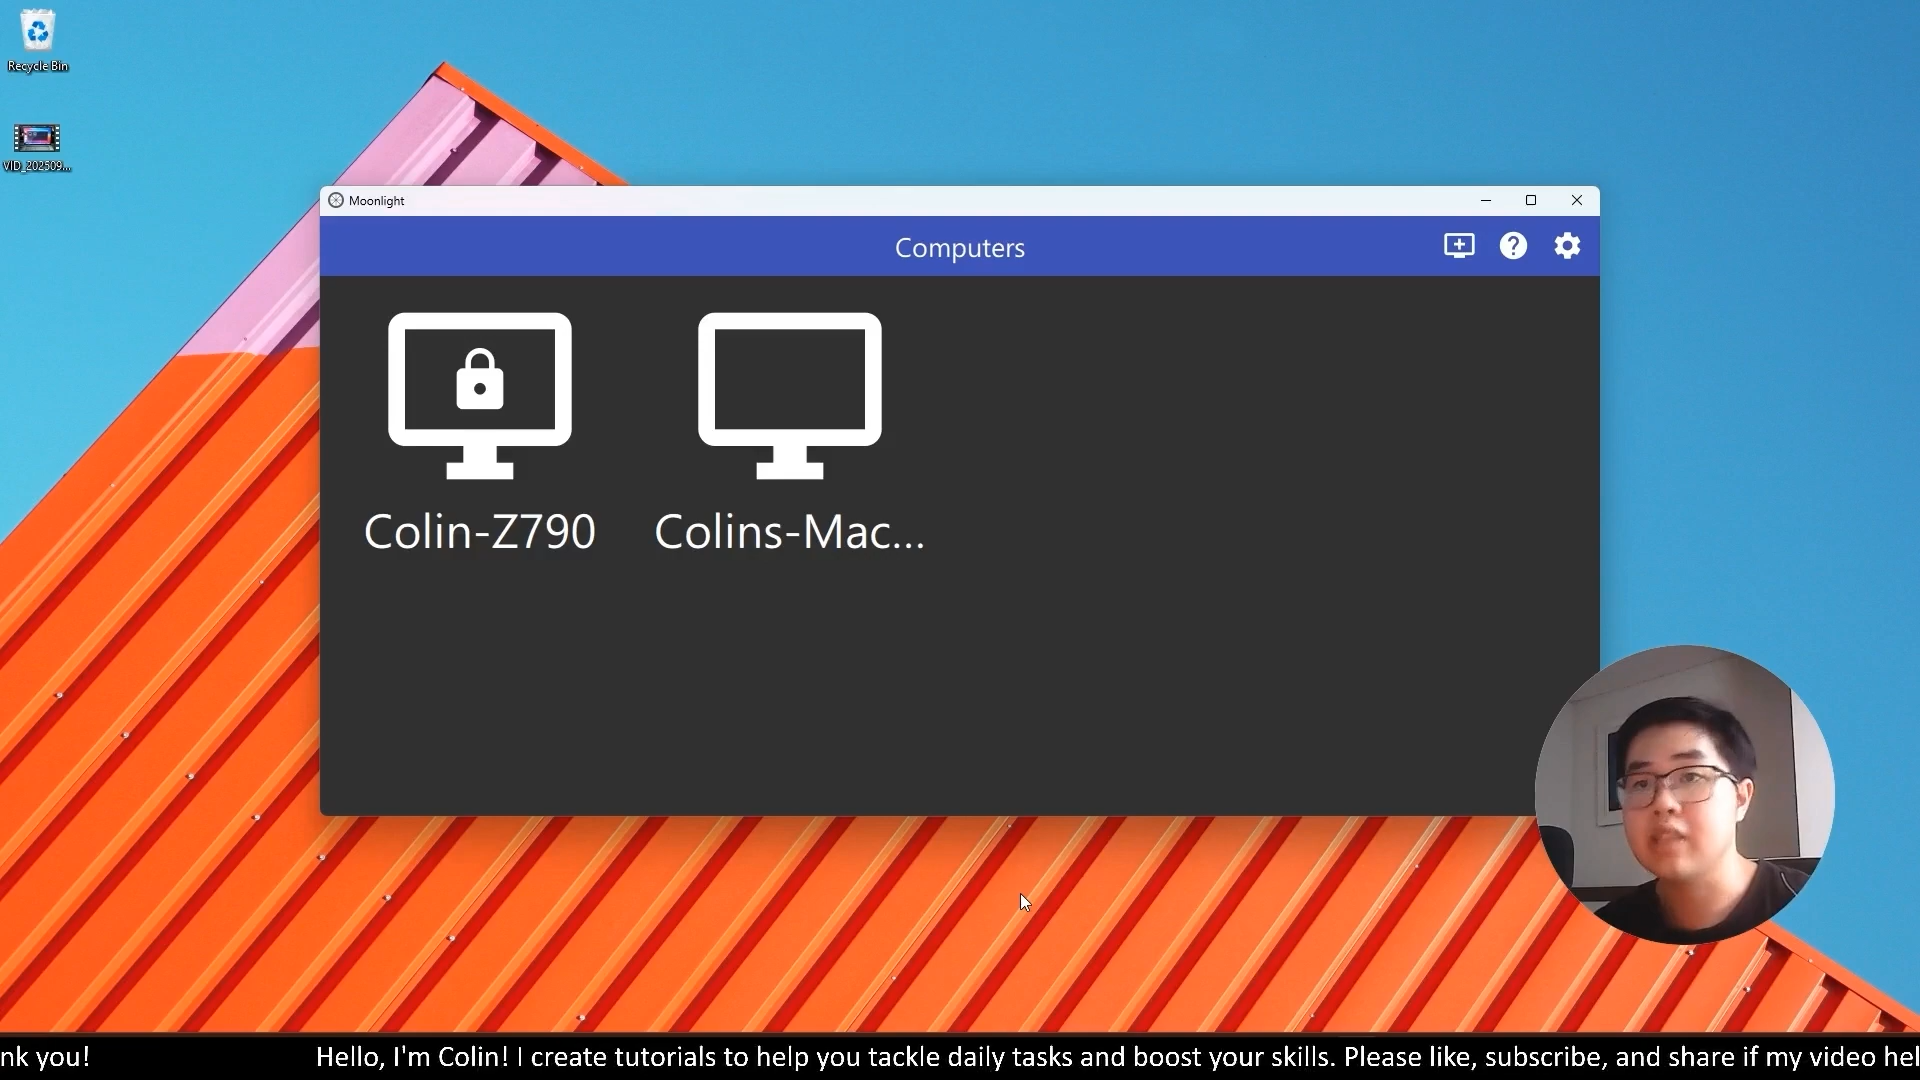 Recycle Bin
VID_202509...
Moonlight
Computers
Colin-Z790
Colins-Mac...
nk you! Hello, I'm Colin! I create tutorials to help you tackle daily tasks and boost your skills. Please like, subscribe, and share if my video hel